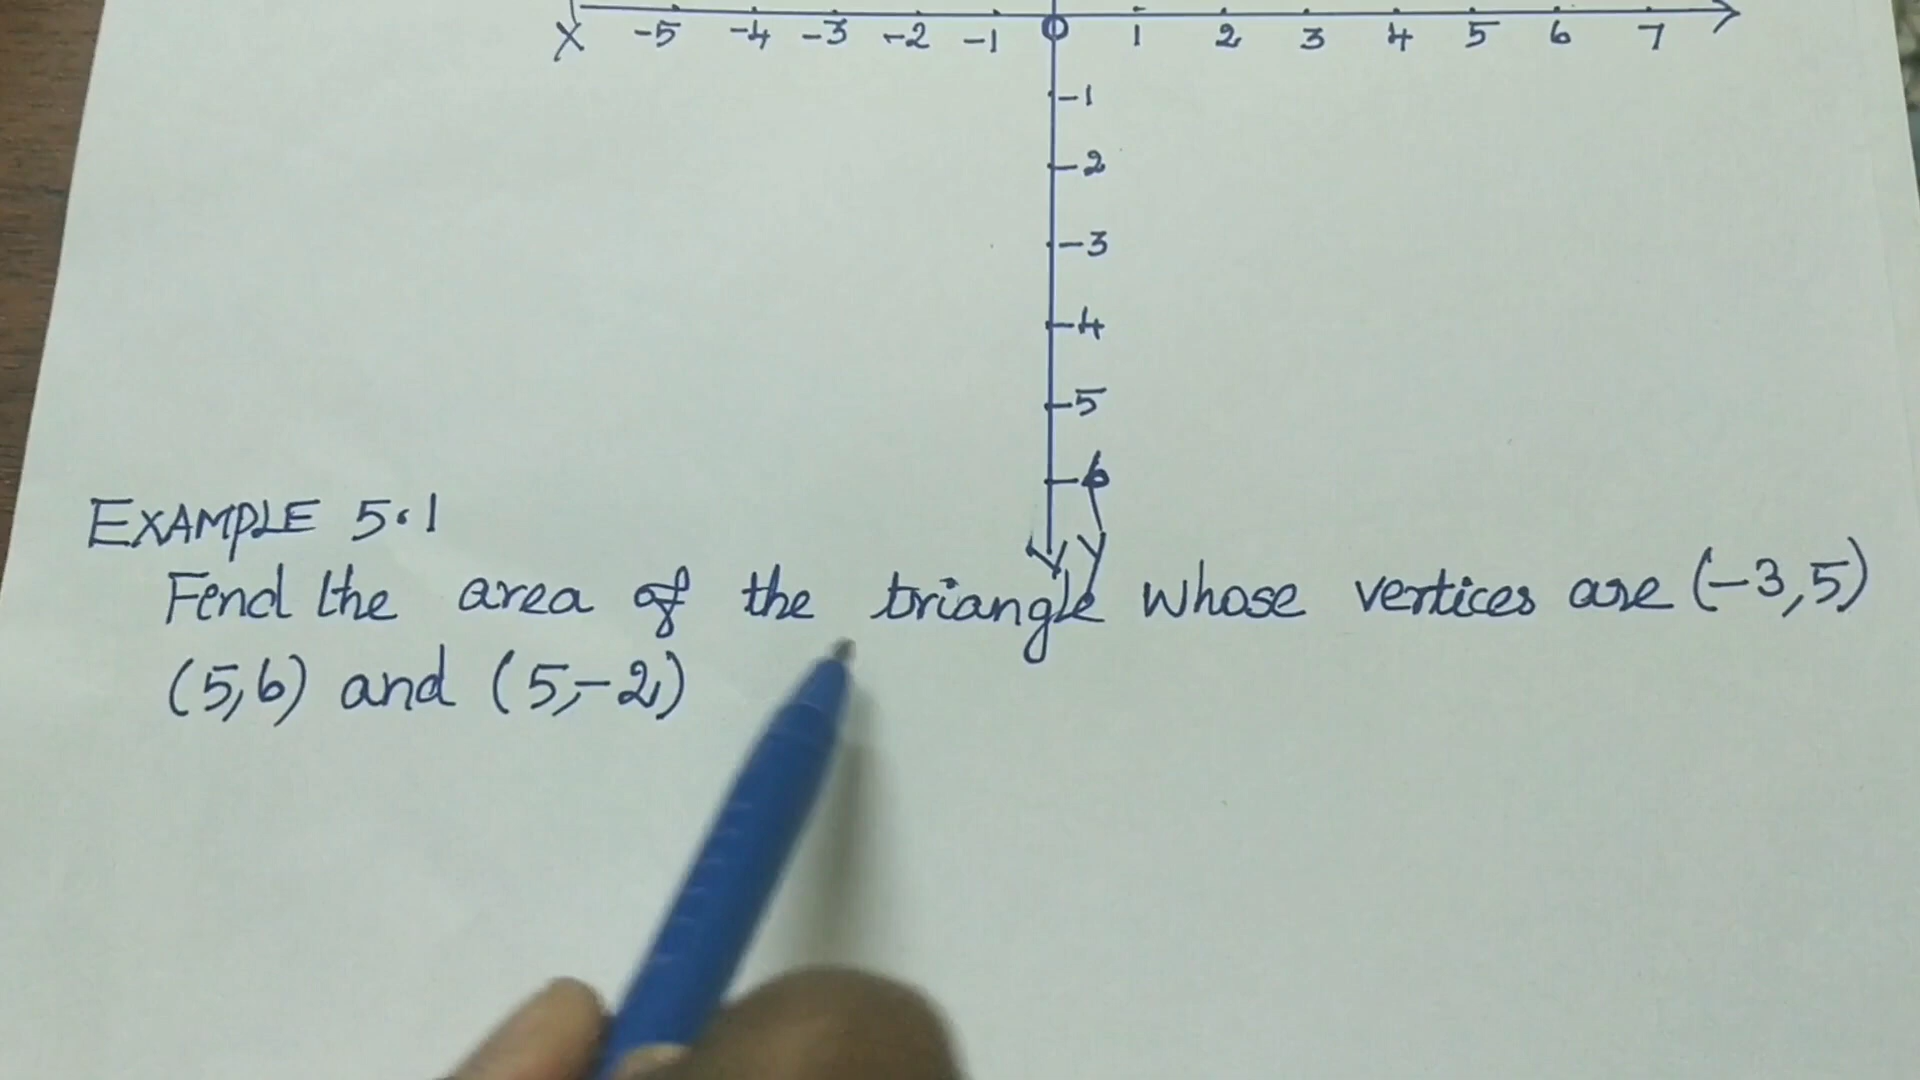 X -5 -4 -3 -2 -1 0 1 2 3 4 5 6 7
-1
-2
-3
-4
-5
-6
Y
EXAMPLE 5.1
Find the area of the triangle whose vertices are (-3,5)
(5,6) and (5,-2)